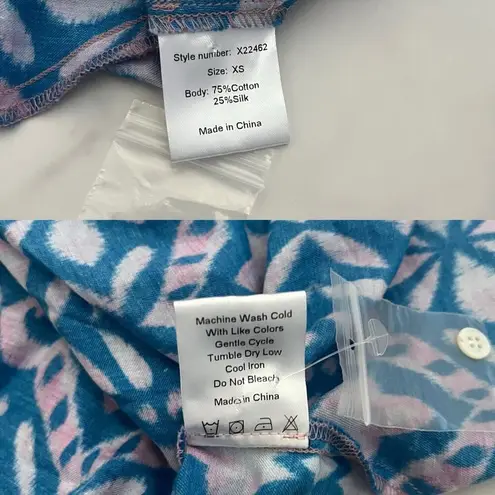 Style number: X22462
Size: XS
Body: 75%Cotton
25%Silk
Made in China
Machine Wash Cold
With Like Colors
Gentle Cycle
Tumble Dry Low
Cool Iron
Do Not Bleach
Made in China